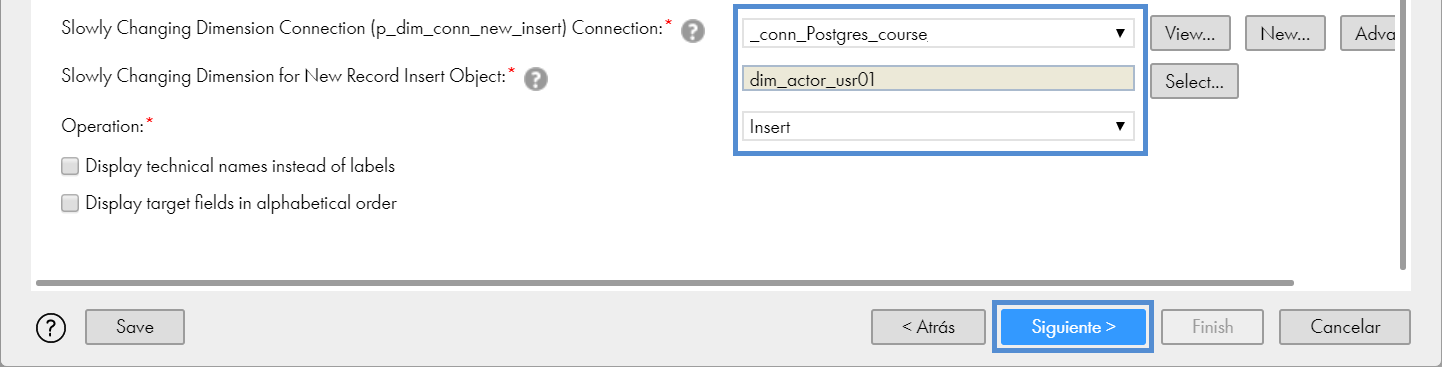 Slowly Changing Dimension Connection (p_dim_conn_new_insert) Connection:* ? _conn_Postgres_course ▼ View... New... Adva
Slowly Changing Dimension for New Record Insert Object:* ? dim_actor_usr01 Select...
Operation:* Insert ▼
Display technical names instead of labels
Display target fields in alphabetical order
? Save < Atrás Siguiente > Finish Cancelar